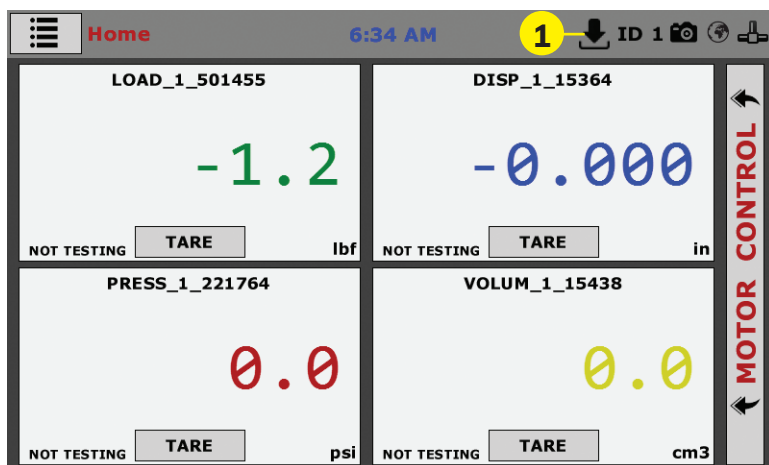 Home 6:34 AM 1 ID 1
LOAD_1_501455
-1.2
NOT TESTING TARE lbf
DISP_1_15364
-0.000
NOT TESTING TARE in
PRESS_1_221764
0.0
NOT TESTING TARE psi
VOLUM_1_15438
0.0
NOT TESTING TARE cm3
MOTOR CONTROL